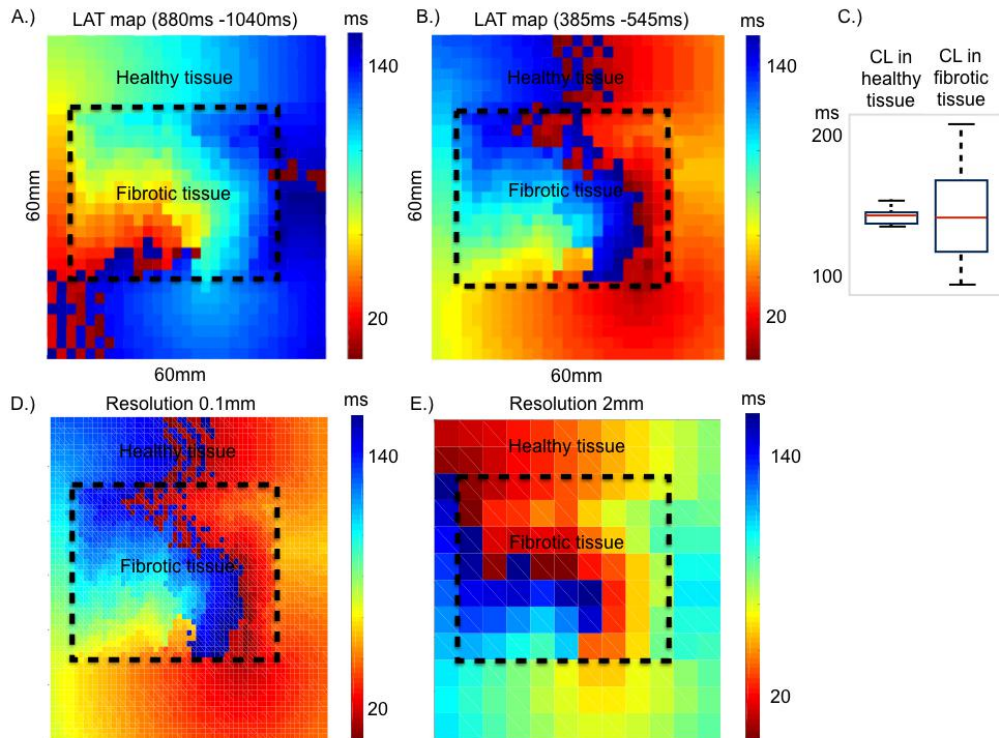 A.) LAT map (880ms -1040ms) ms
Healthy tissue
Fibrotic tissue
140
20
60mm
60mm
B.) LAT map (385ms -545ms) ms
Healthy tissue
Fibrotic tissue
140
20
60mm
60mm
C.)
CL in healthy tissue
CL in fibrotic tissue
ms
200
100
D.) Resolution 0.1mm ms
Healthy tissue
Fibrotic tissue
140
20
E.) Resolution 2mm ms
Healthy tissue
Fibrotic tissue
140
20